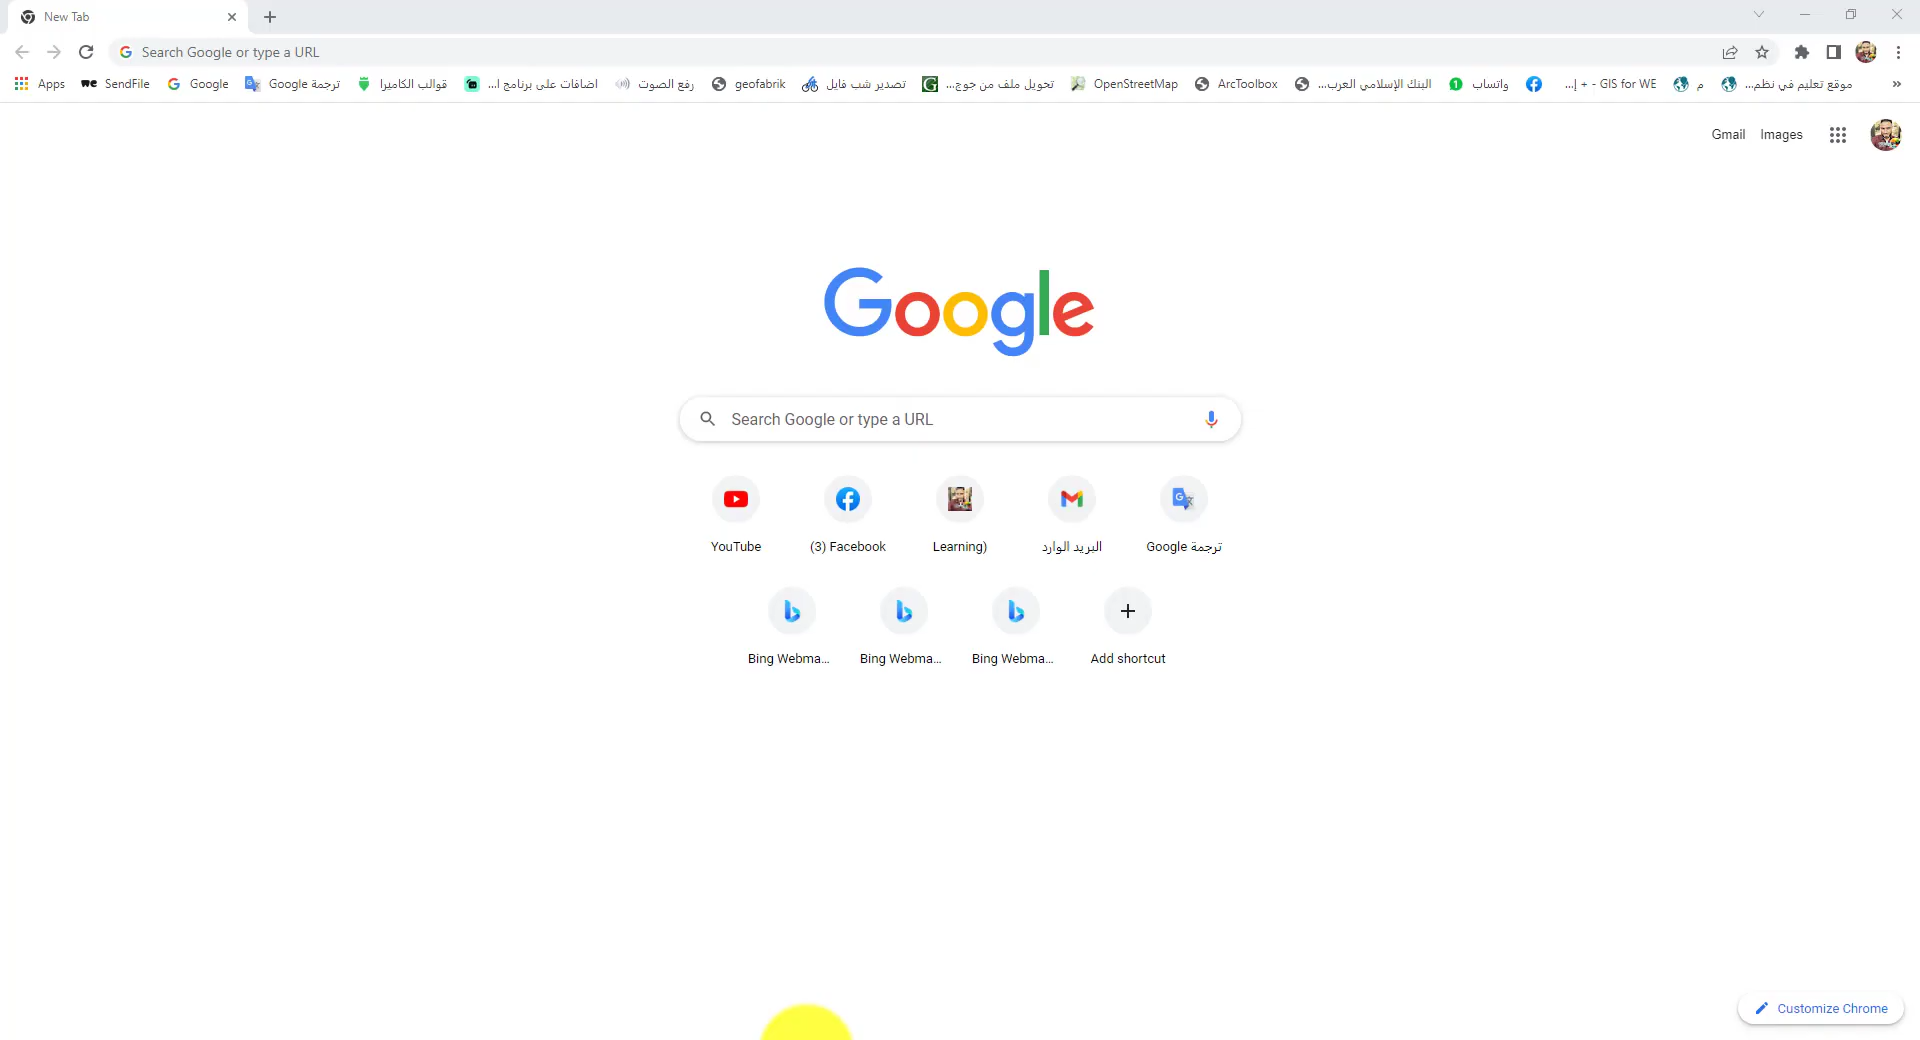 New Tab
Search Google or type a URL
Apps SendFile Google ترجمة Google قوالب الكاميرا اضافات على برنامج ا... رفع الصوت geofabrik تصدير شب فايل تحويل ملف من جوج... OpenStreetMap ArcToolbox البنك الإسلامي العرب... واتساب GIS for WE - + إ... م موقع تعليم في نظم... »
Gmail Images
Google
Search Google or type a URL
YouTube (3) Facebook Learning) البريد الوارد ترجمة Google
Bing Webma... Bing Webma... Bing Webma... Add shortcut
Customize Chrome